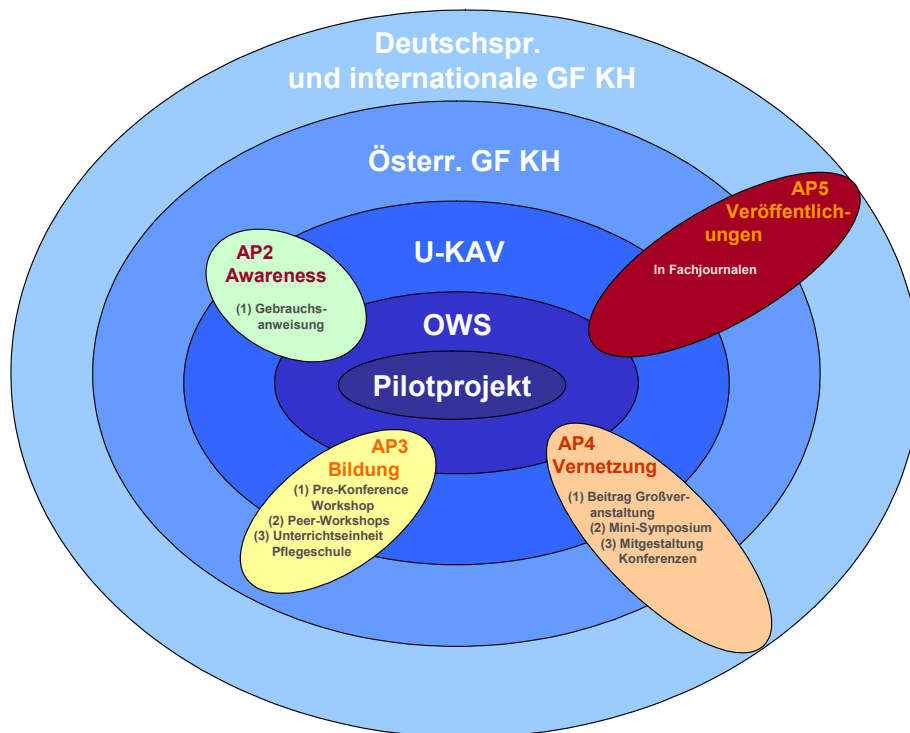 Deutschspr.
und internationale GF KH
Österr. GF KH
U-KAV
OWS
Pilotprojekt
AP2
Awareness
(1) Gebrauchs-
anweisung
AP5
Veröffentlich-
ungen
In Fachjournalen
AP3
Bildung
(1) Pre-Konference
Workshop
(2) Peer-Workshops
(3) Unterrichtseinheit
Pflegeschule
AP4
Vernetzung
(1) Beitrag Großver-
anstaltung
(2) Mini-Symposium
(3) Mitgestaltung
Konferenzen